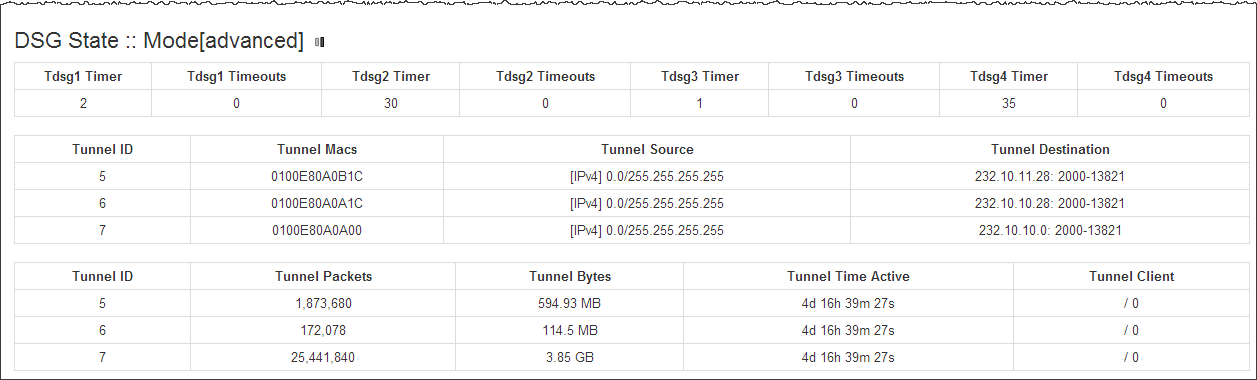 DSG State :: Mode[advanced]
Tdsg1 Timer Tdsg1 Timeouts Tdsg2 Timer Tdsg2 Timeouts Tdsg3 Timer Tdsg3 Timeouts Tdsg4 Timer Tdsg4 Timeouts
2 0 30 0 1 0 35 0
Tunnel ID Tunnel Macs Tunnel Source Tunnel Destination
5 0100E80A0B1C [IPv4] 0.0/255.255.255.255 232.10.11.28: 2000-13821
6 0100E80A0A1C [IPv4] 0.0/255.255.255.255 232.10.10.28: 2000-13821
7 0100E80A0A00 [IPv4] 0.0/255.255.255.255 232.10.10.0: 2000-13821
Tunnel ID Tunnel Packets Tunnel Bytes Tunnel Time Active Tunnel Client
5 1,873,680 594.93 MB 4d 16h 39m 27s / 0
6 172,078 114.5 MB 4d 16h 39m 27s / 0
7 25,441,840 3.85 GB 4d 16h 39m 27s / 0